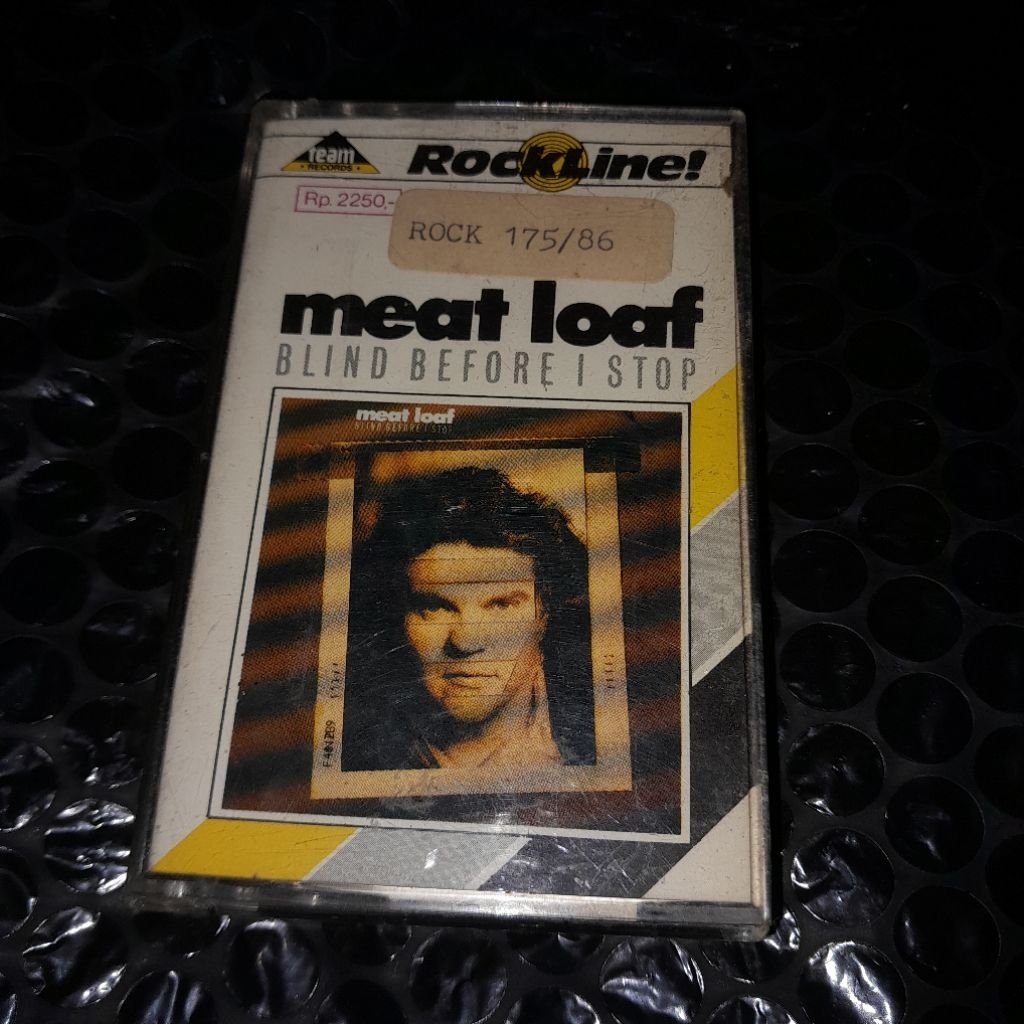 Team
RECORDS
RockLine!
Rp. 2250,-
ROCK 175/86
meat loaf
BLIND BEFORE I STOP
meat loaf
BLIND BEFORE I STOP